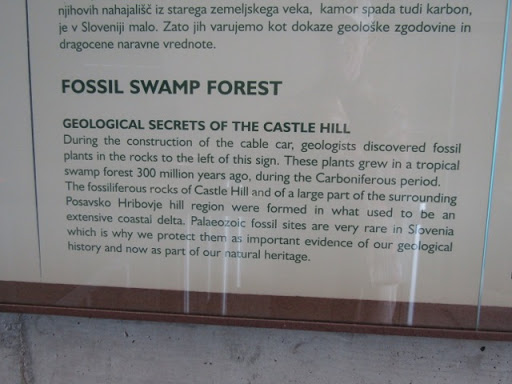 njihovih nahajališč iz starega zemeljskega veka, kamor spada tudi karbon,
je v Sloveniji malo. Zato jih varujemo kot dokaze geološke zgodovine in
dragocene naravne vrednote.
FOSSIL SWAMP FOREST
GEOLOGICAL SECRETS OF THE CASTLE HILL
During the construction of the cable car, geologists discovered fossil
plants in the rocks to the left of this sign. These plants grew in a tropical
swamp forest 300 million years ago, during the Carboniferous period.
The fossiliferous rocks of Castle Hill and of a large part of the surrounding
Posavsko Hribovje hill region were formed in what used to be an
extensive coastal delta. Palaeozoic fossil sites are very rare in Slovenia
which is why we protect them as important evidence of our geological
history and now as part of our natural heritage.